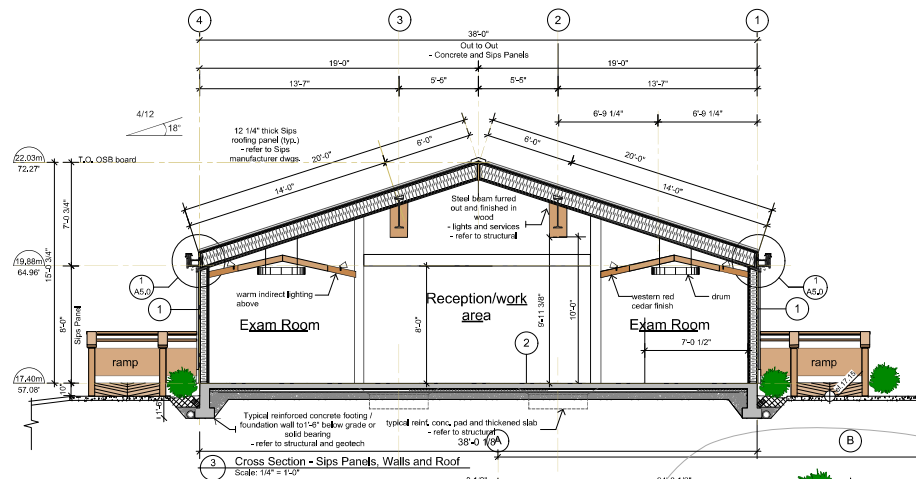 4
3
2
1
38'-0"
Out to Out
- Concrete and Sips Panels
19'-0"
19'-0"
13'-7"
5'-5"
5'-5"
13'-7"
6'-9 1/4"
6'-9 1/4"
4/12
18"
12 1/4" thick Sips
roofing panel (typ.)
- refer to Sips
manufacturer dwgs.
20'-0"
6'-0"
6'-0"
20'-0"
14'-0"
14'-0"
22.03m
72.27"
T.O. OSB board
Steel beam furred
out and finished in
wood
- lights and services
- refer to structural
7'-0 3/4"
15'-0 3/4"
19.88m
64.96'
1
A5.0
1
A5.0
warm indirect lighting
above
western red
cedar finish
drum
1
1
Sips Panel
8'-0"
8'-0"
9'-11 3/8"
10'-0"
Reception/work
area
Exam Room
Exam Room
7'-0 1/2"
2
ramp
ramp
17.40m
57.08"
10"
1'-6"
Typical reinforced concrete footing /
foundation wall to1'-6" below grade or
solid bearing
- refer to structural and geotech
typical reinf. conc. pad and thickened slab
- refer to structural
38'-0 1/8"
A
B
3
Cross Section - Sips Panels, Walls and Roof
Scale: 1/4" = 1'-0"